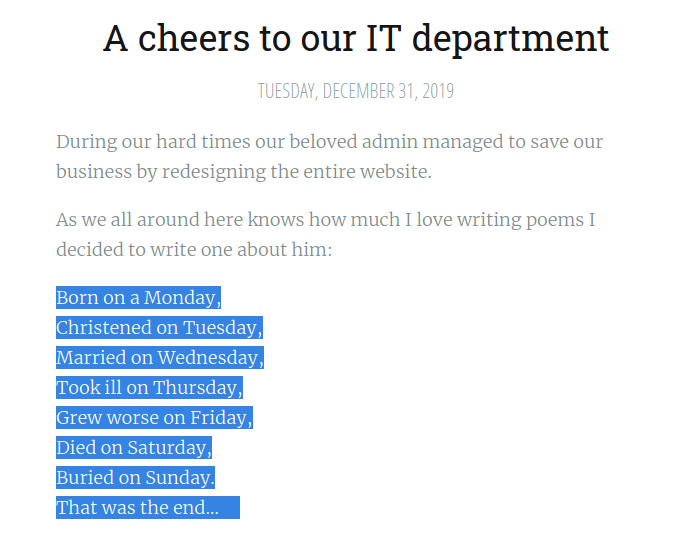 A cheers to our IT department
TUESDAY, DECEMBER 31, 2019
During our hard times our beloved admin managed to save our
business by redesigning the entire website.
As we all around here knows how much I love writing poems I
decided to write one about him:
Born on a Monday,
Christened on Tuesday,
Married on Wednesday,
Took ill on Thursday,
Grew worse on Friday,
Died on Saturday,
Buried on Sunday.
That was the end...